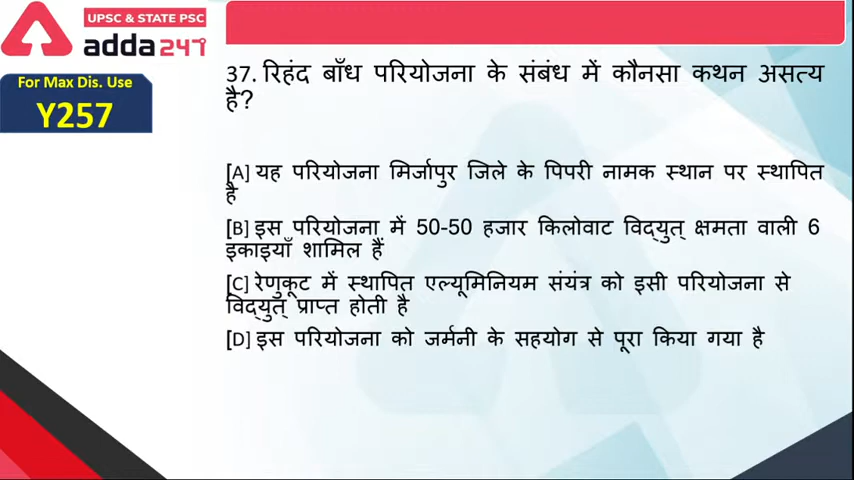 UPSC & STATE PSC
adda247
For Max Dis. Use
Y257
37. रिहंद बाँध परियोजना के संबंध में कौनसा कथन असत्य
है?
[A] यह परियोजना मिर्जापुर जिले के पिपरी नामक स्थान पर स्थापित
है
[B] इस परियोजना में 50-50 हजार किलोवाट विद्युत् क्षमता वाली 6
इकाइयाँ शामिल हैं
[C] रेणुकूट में स्थापित एल्यूमिनियम संयंत्र को इसी परियोजना से
विद्युत् प्राप्त होती है
[D] इस परियोजना को जर्मनी के सहयोग से पूरा किया गया है